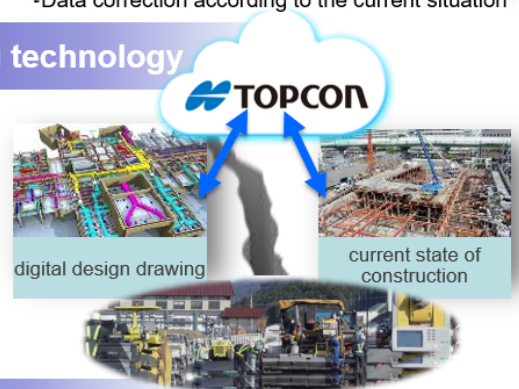 -Data correction according to the current situation
technology
TOPCON
digital design drawing
current state of
construction